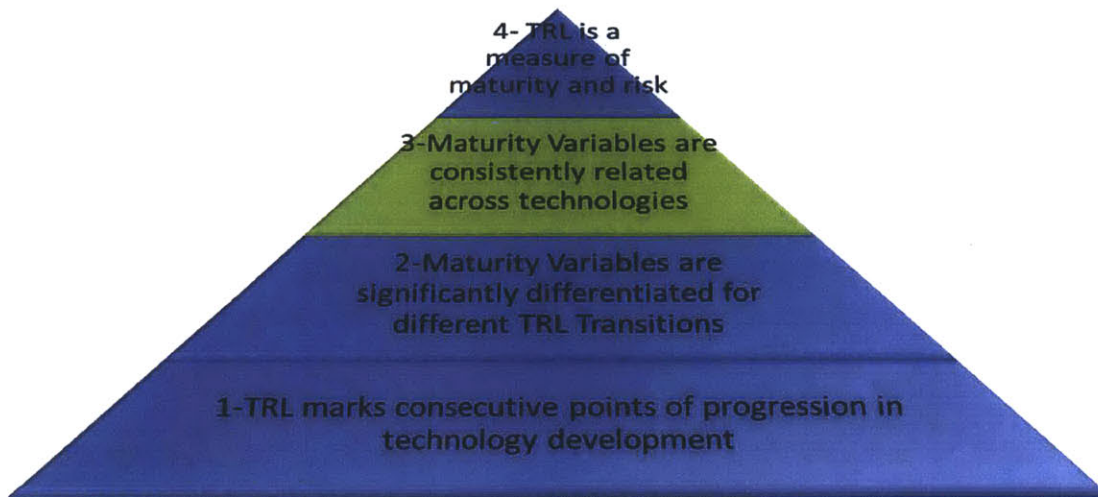 4- TRL is a
measure of
maturity and risk
3-Maturity Variables are
consistently related
across technologies
2-Maturity Variables are
significantly differentiated for
different TRL Transitions
1-TRL marks consecutive points of progression in
technology development